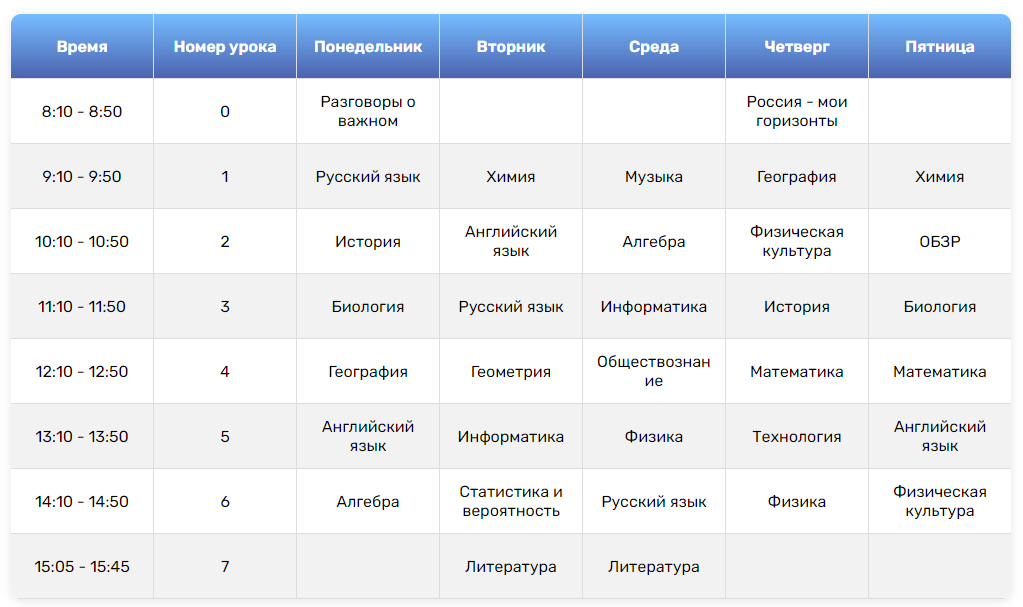 Время Номер урока Понедельник Вторник Среда Четверг Пятница
8:10 - 8:50 0 Разговоры о важном Россия - мои горизонты
9:10 - 9:50 1 Русский язык Химия Музыка География Химия
10:10 - 10:50 2 История Английский язык Алгебра Физическая культура ОБЗР
11:10 - 11:50 3 Биология Русский язык Информатика История Биология
12:10 - 12:50 4 География Геометрия Обществознан ие Математика Математика
13:10 - 13:50 5 Английский язык Информатика Физика Технология Английский язык
14:10 - 14:50 6 Алгебра Статистика и вероятность Русский язык Физика Физическая культура
15:05 - 15:45 7 Литература Литература